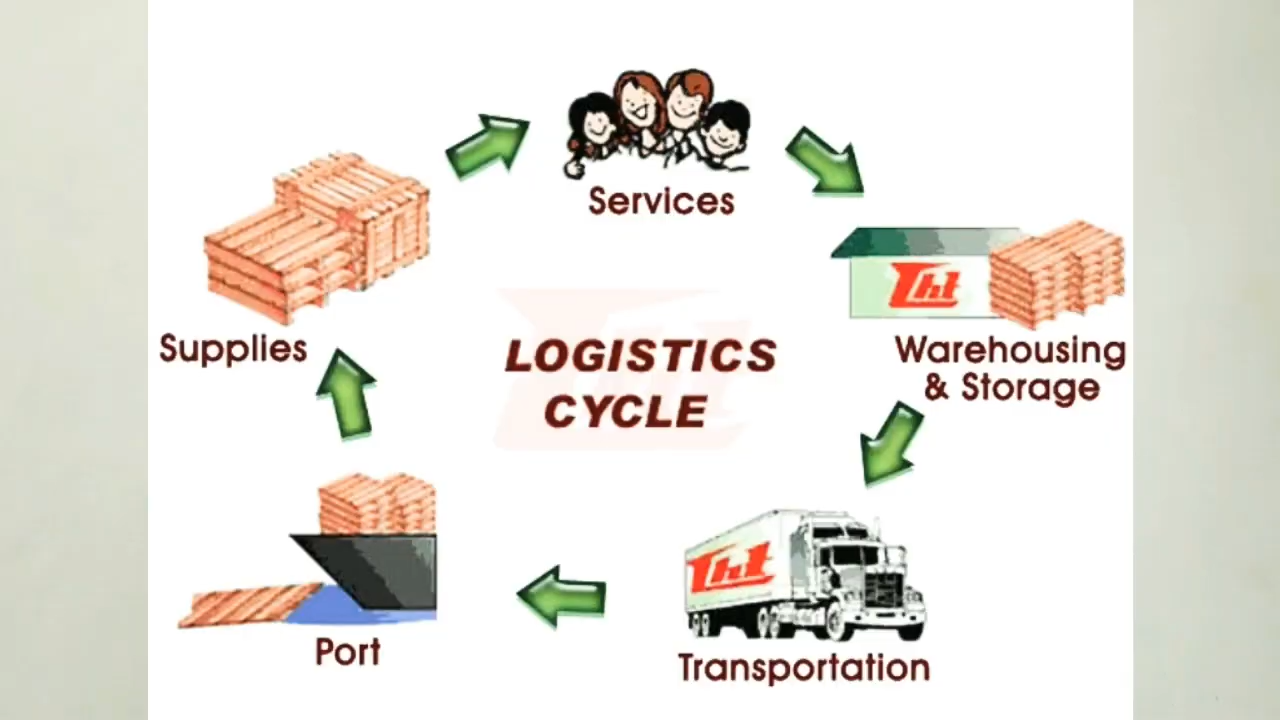 Services
Supplies
LOGISTICS
CYCLE
Warehousing
& Storage
Port
Transportation